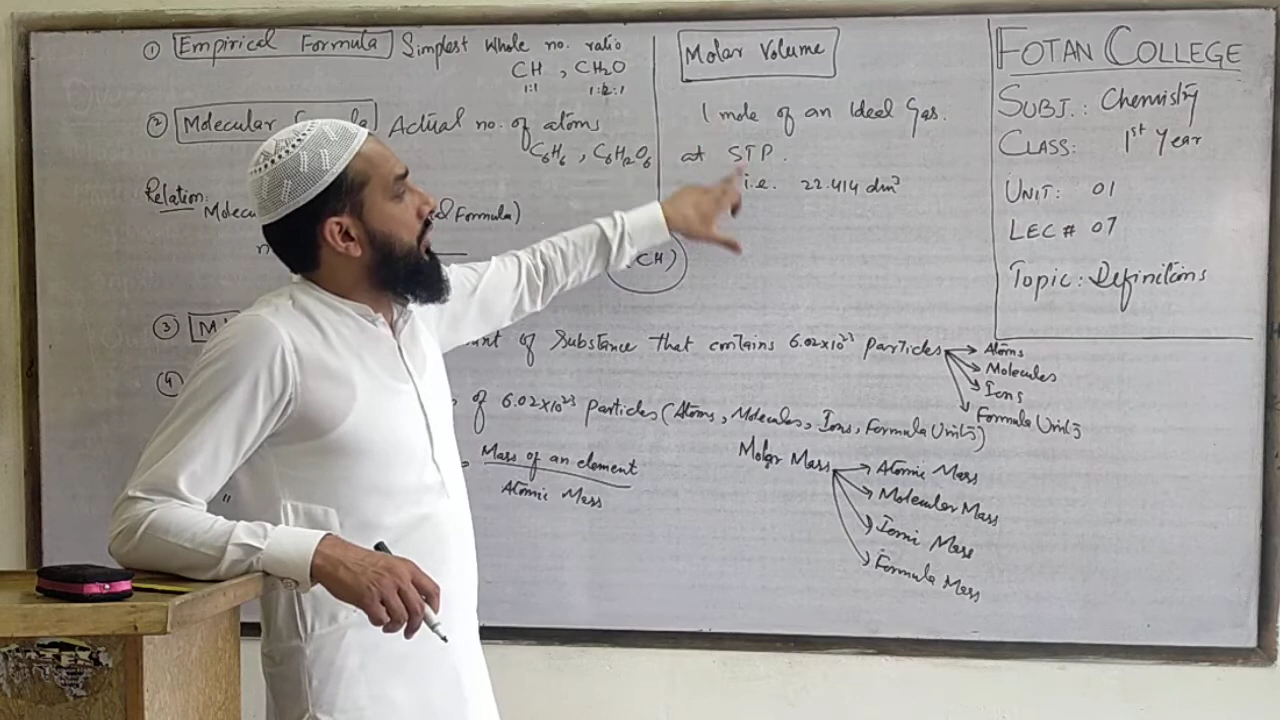 ① Empirical Formula Simplest Whole no. ratio
CH , CH2O
1:1 1:2:1
② Molecular Actual no. of atoms
C6H6 , C6H12O6
Relation:
Formula)
(CH)
③
④
of Substance that contains 6.02x10²³ particles
Atoms
Molecules
Ions
Formula Units
of 6.02x10²³ particles (Atoms, Molecules, Ions, Formula Units)
Mass of an element
Atomic Mass
"
Molar Mass
Atomic Mass
Molecular Mass
Ionic Mass
Formula Mass
Molar Volume
1 mole of an Ideal Gas.
at STP.
i.e. 22.414 dm³
FOTAN COLLEGE
SUBJ.: Chemistry
CLASS: 1st Year
UNIT: 01
LEC # 07
Topic: Definitions